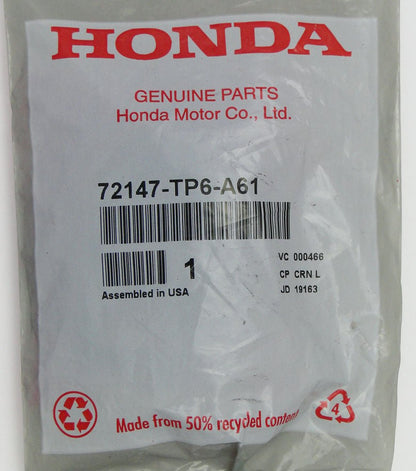 HONDA
GENUINE PARTS
Honda Motor Co., Ltd.
72147-TP6-A61
1
VC 000466
CP CRN L
JD 19163
Assembled in USA
Made from 50% recycled content
4